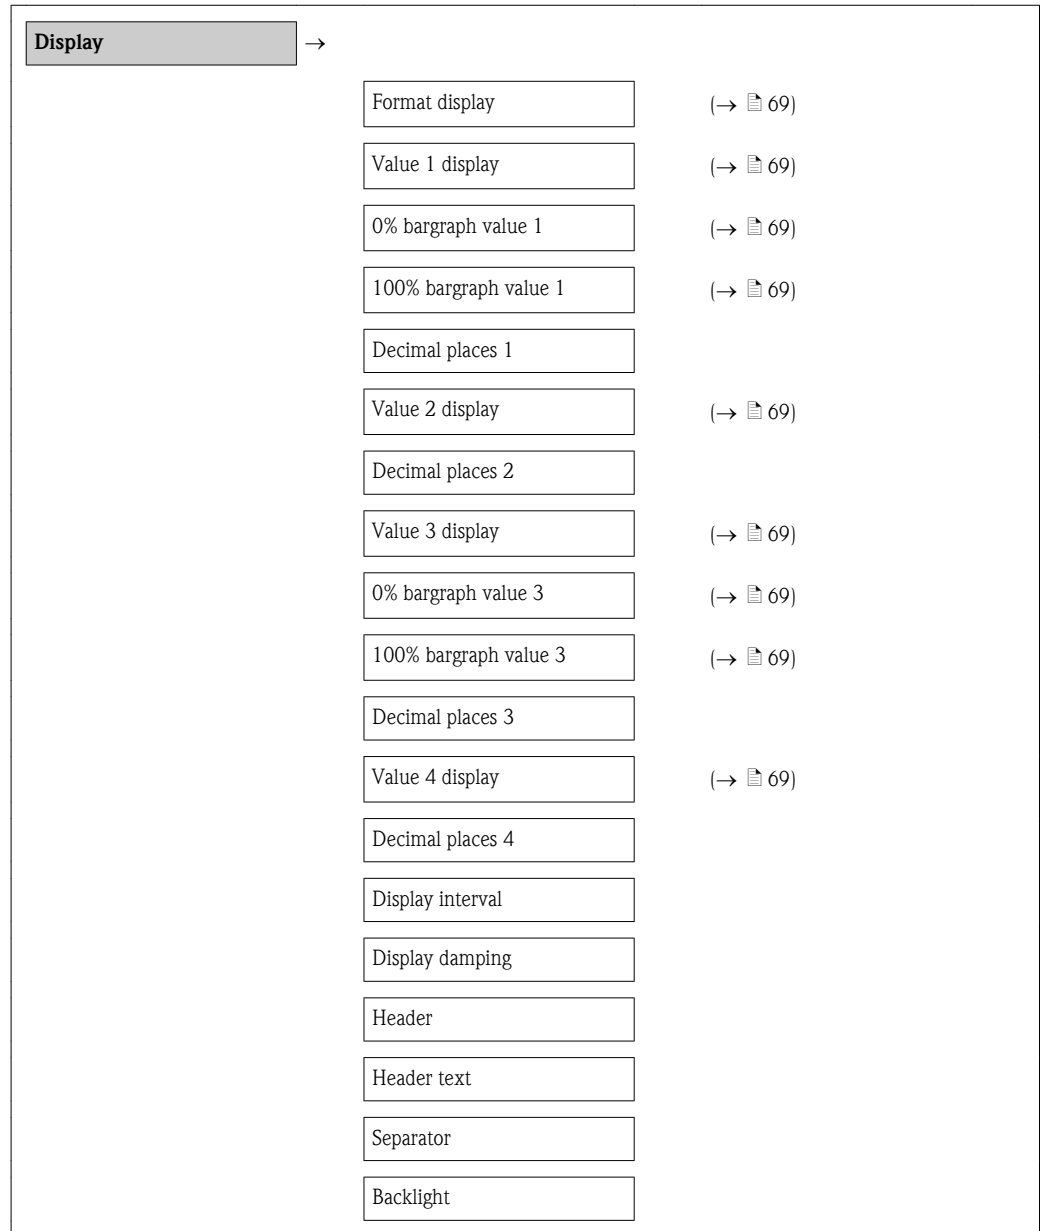 Display →
Format display (→ 🖹 69)
Value 1 display (→ 🖹 69)
0% bargraph value 1 (→ 🖹 69)
100% bargraph value 1 (→ 🖹 69)
Decimal places 1
Value 2 display (→ 🖹 69)
Decimal places 2
Value 3 display (→ 🖹 69)
0% bargraph value 3 (→ 🖹 69)
100% bargraph value 3 (→ 🖹 69)
Decimal places 3
Value 4 display (→ 🖹 69)
Decimal places 4
Display interval
Display damping
Header
Header text
Separator
Backlight